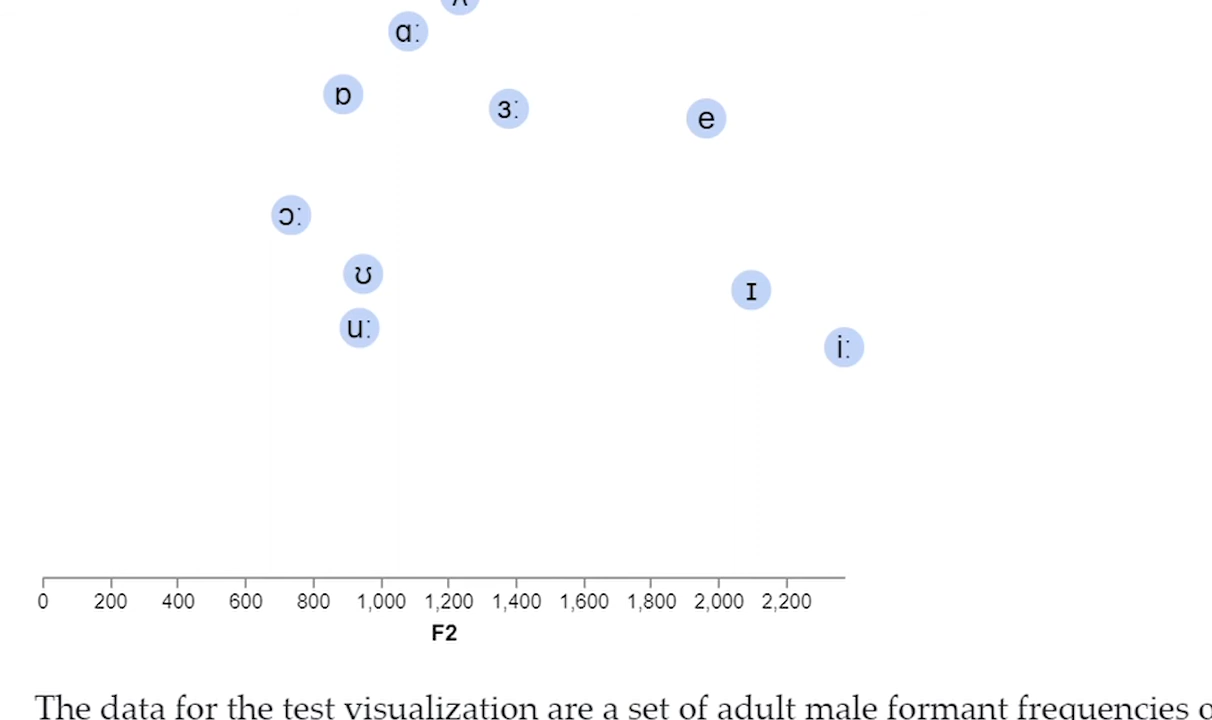 ʌ
ɑː
ɒ
ɜː
e
ɔː
ʊ
ɪ
uː
iː
0 200 400 600 800 1,000 1,200 1,400 1,600 1,800 2,000 2,200
F2
The data for the test visualization are a set of adult male formant frequencies